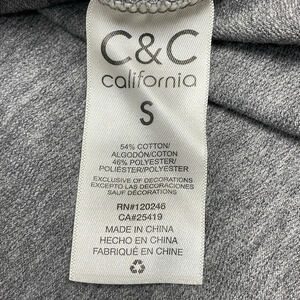 C&C
california
S
54% COTTON/
ALGODÓN/COTON
46% POLYESTER/
POLIÉSTER/POLYESTER
EXCLUSIVE OF DECORATIONS
EXCEPTO LAS DECORACIONES
SAUF DÉCORATIONS
RN#120246
CA#25419
MADE IN CHINA
HECHO EN CHINA
FABRIQUÉ EN CHINE